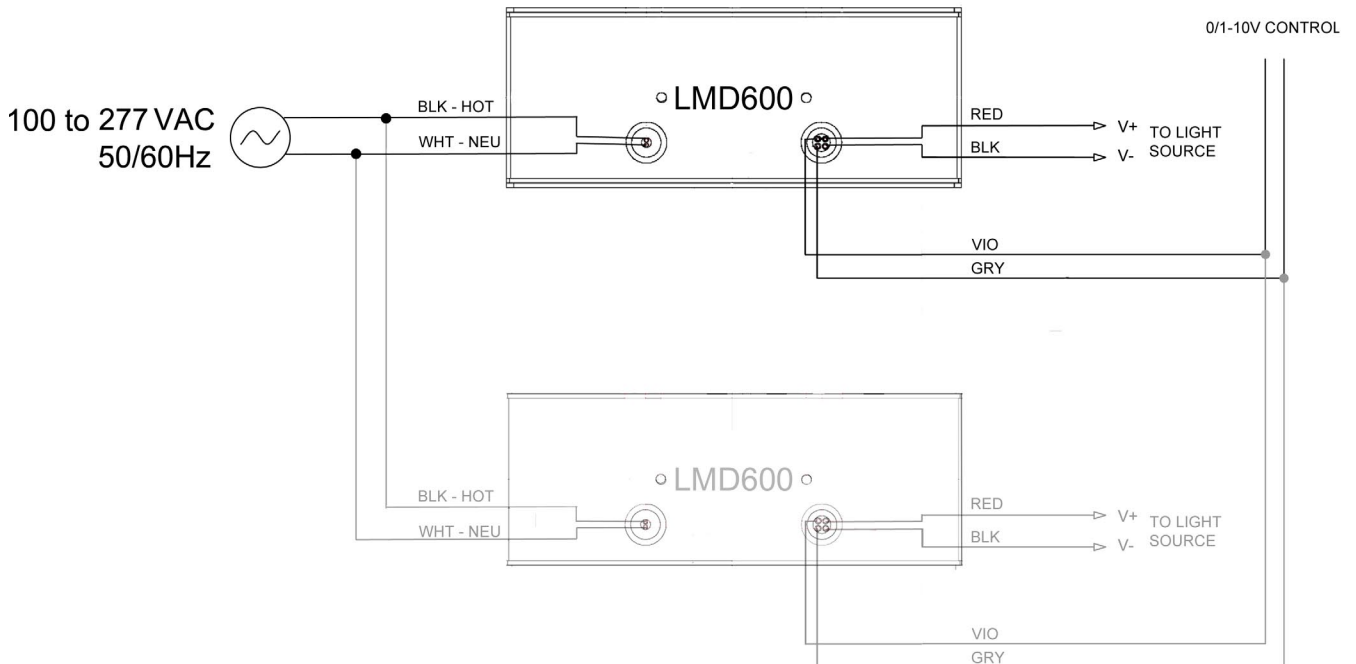 0/1-10V CONTROL
100 to 277 VAC
50/60Hz
BLK - HOT
WHT - NEU
LMD600
RED
BLK
V+
V-
TO LIGHT
SOURCE
VIO
GRY
BLK - HOT
WHT - NEU
LMD600
RED
BLK
V+
V-
TO LIGHT
SOURCE
VIO
GRY